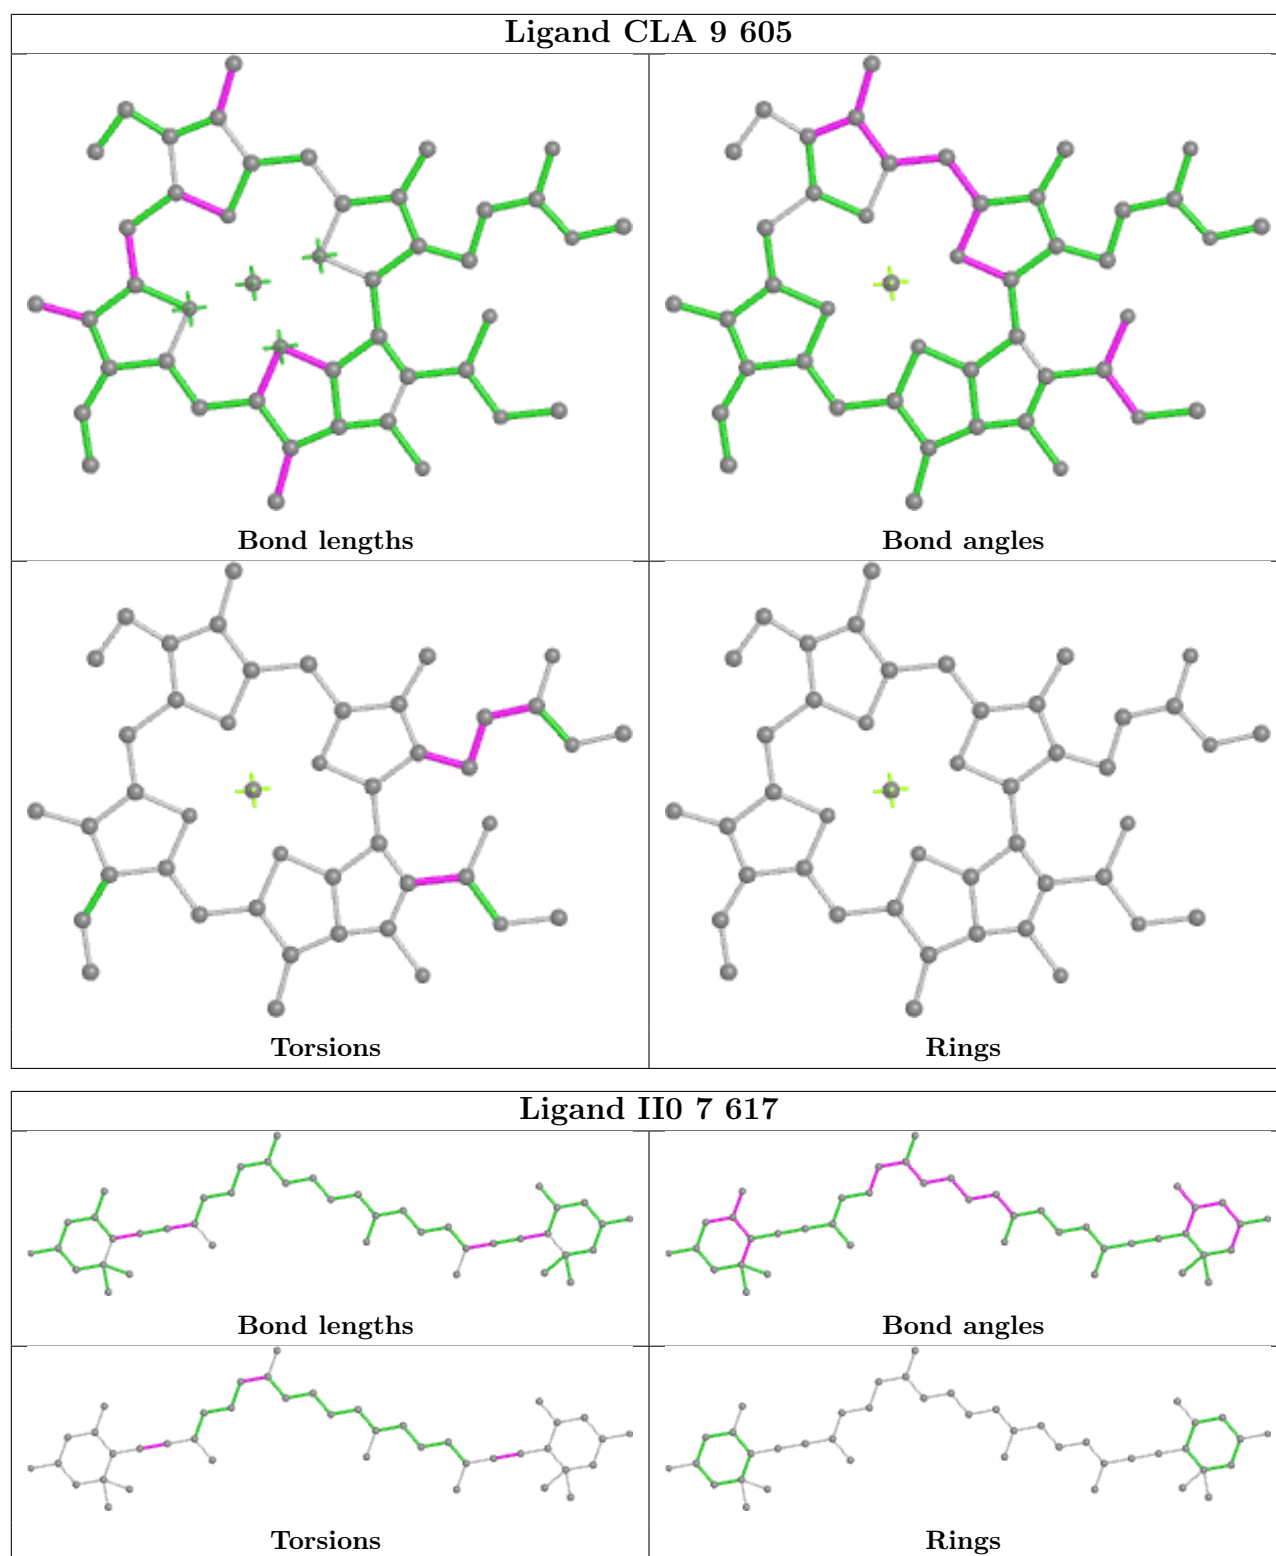 Ligand CLA 9 605
Bond lengths
Bond angles
Torsions
Rings
Ligand II0 7 617
Bond lengths
Bond angles
Torsions
Rings